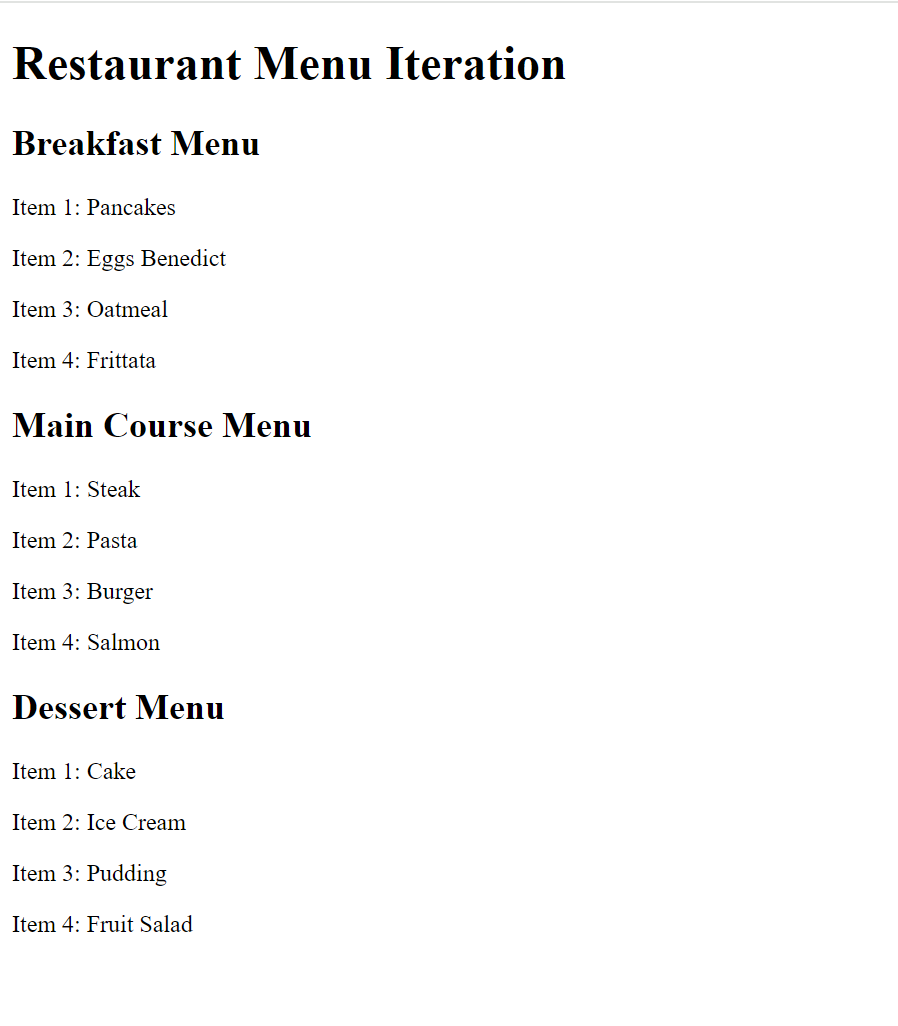 Restaurant Menu Iteration
Breakfast Menu
Item 1: Pancakes
Item 2: Eggs Benedict
Item 3: Oatmeal
Item 4: Frittata
Main Course Menu
Item 1: Steak
Item 2: Pasta
Item 3: Burger
Item 4: Salmon
Dessert Menu
Item 1: Cake
Item 2: Ice Cream
Item 3: Pudding
Item 4: Fruit Salad